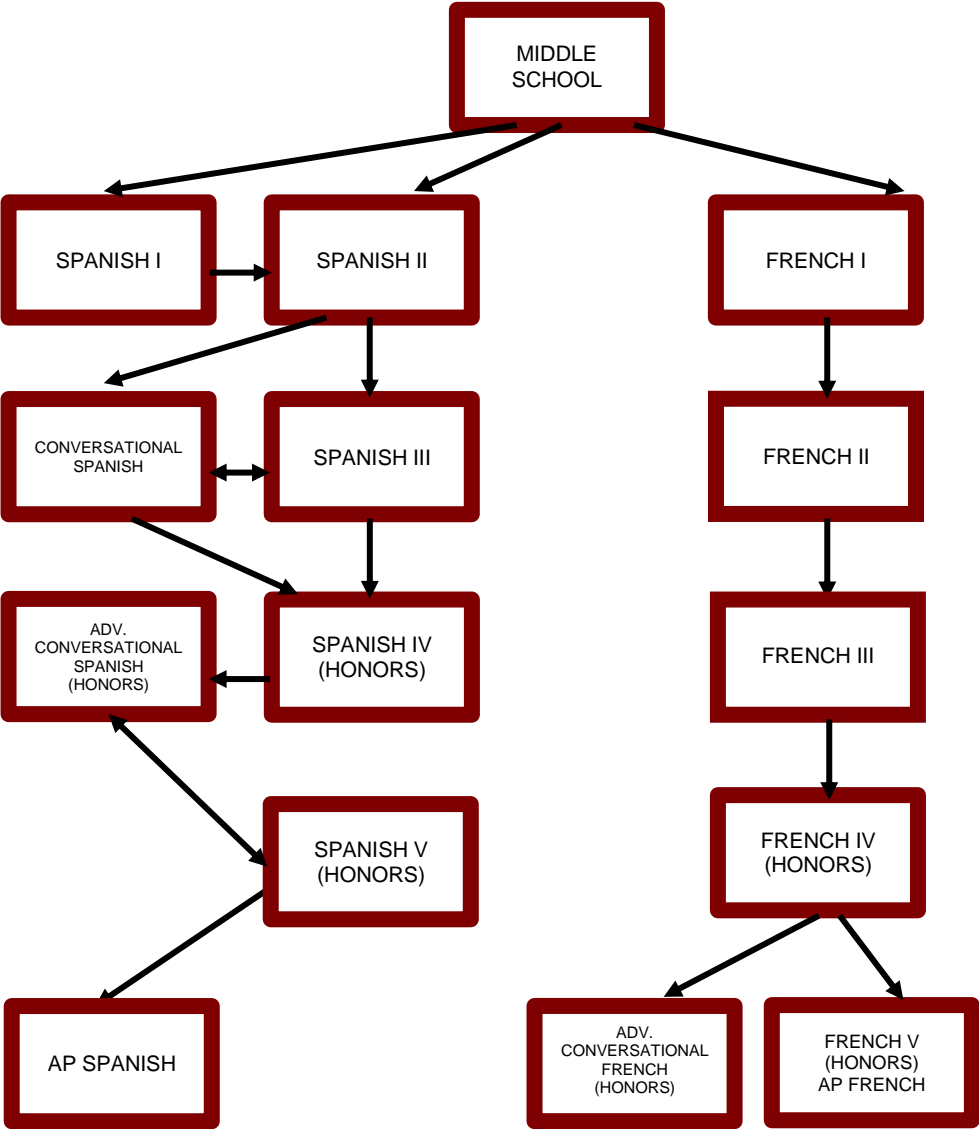 MIDDLE
SCHOOL
SPANISH I
SPANISH II
FRENCH I
CONVERSATIONAL
SPANISH
SPANISH III
FRENCH II
ADV.
CONVERSATIONAL
SPANISH
(HONORS)
SPANISH IV
(HONORS)
FRENCH III
SPANISH V
(HONORS)
FRENCH IV
(HONORS)
AP SPANISH
ADV.
CONVERSATIONAL
FRENCH
(HONORS)
FRENCH V
(HONORS)
AP FRENCH